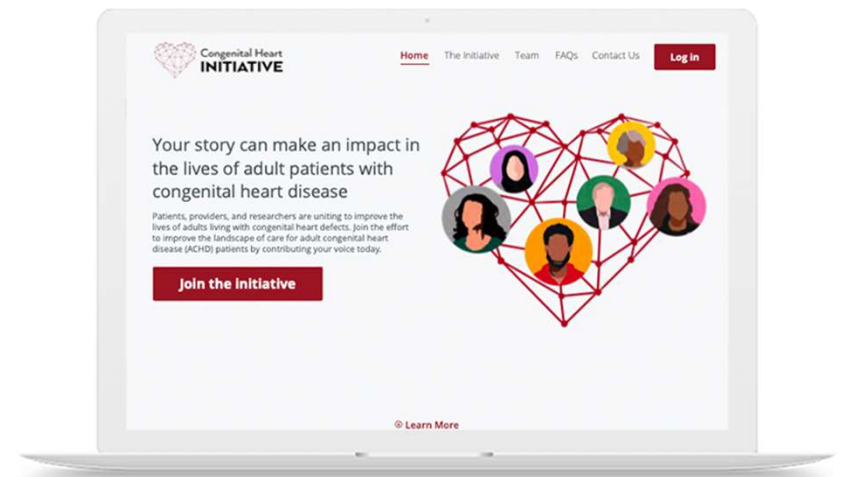 Congenital Heart
INITIATIVE
Home The Initiative Team FAQs Contact Us Log in
Your story can make an impact in
the lives of adult patients with
congenital heart disease
Patients, providers, and researchers are uniting to improve the
lives of adults living with congenital heart defects. Join the effort
to improve the landscape of care for adult congenital heart
disease (ACHD) patients by contributing your voice today.
Join the initiative
Learn More